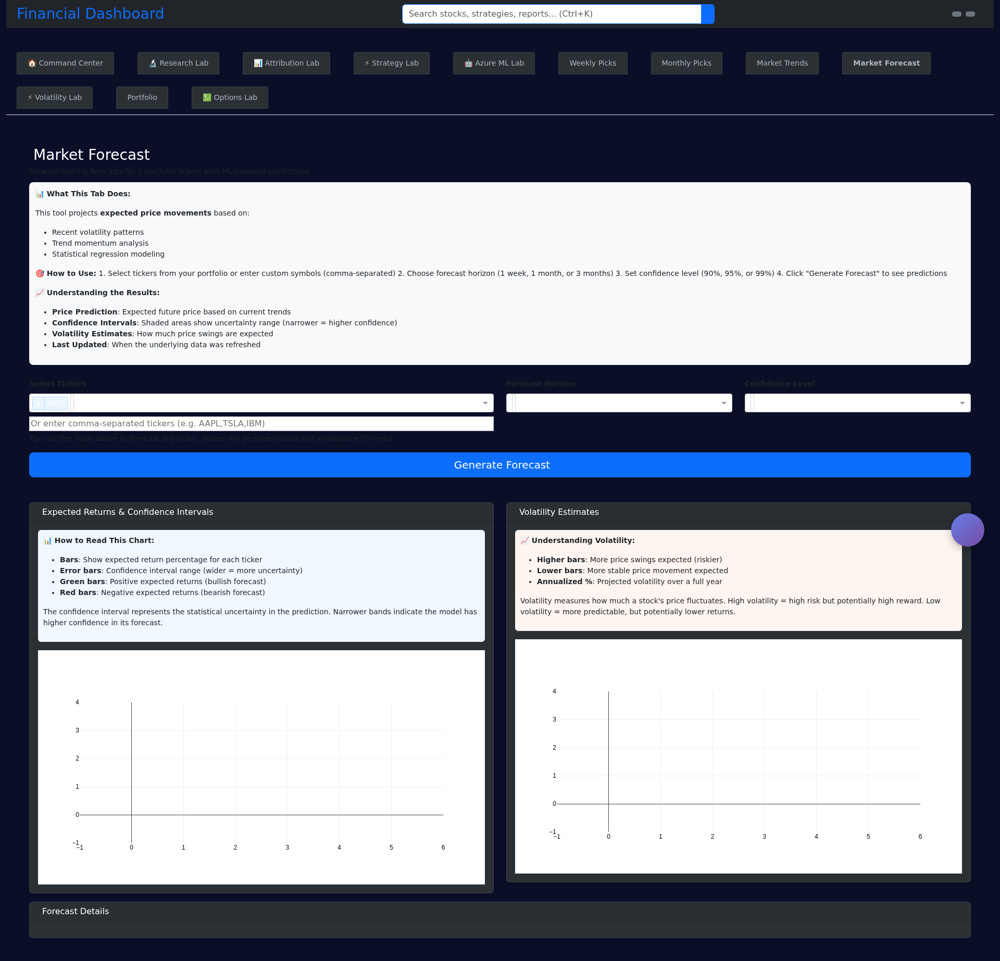 Financial Dashboard
Search stocks, strategies, reports... (Ctrl+K)
🏠 Command Center
🔬 Research Lab
📊 Attribution Lab
⚡ Strategy Lab
🤖 Azure ML Lab
Weekly Picks
Monthly Picks
Market Trends
Market Forecast
⚡ Volatility Lab
Portfolio
💹 Options Lab
Market Forecast
Forward-looking forecasts for 1 portfolio tickers with ML-powered predictions
📊 What This Tab Does:
This tool projects expected price movements based on:
• Recent volatility patterns
• Trend momentum analysis
• Statistical regression modeling
🎯 How to Use: 1. Select tickers from your portfolio or enter custom symbols (comma-separated) 2. Choose forecast horizon (1 week, 1 month, or 3 months) 3. Set confidence level (90%, 95%, or 99%) 4. Click "Generate Forecast" to see predictions
📈 Understanding the Results:
• Price Prediction: Expected future price based on current trends
• Confidence Intervals: Shaded areas show uncertainty range (narrower = higher confidence)
• Volatility Estimates: How much price swings are expected
• Last Updated: When the underlying data was refreshed
Select Tickers
× INTC
Or enter comma-separated tickers (e.g. AAPL,TSLA,IBM)
Tip: use the input above to forecast any ticker. Values will be upper-cased and whitespace-trimmed.
Forecast Horizon
Confidence Level
Generate Forecast
Expected Returns & Confidence Intervals
📊 How to Read This Chart:
• Bars: Show expected return percentage for each ticker
• Error bars: Confidence interval range (wider = more uncertainty)
• Green bars: Positive expected returns (bullish forecast)
• Red bars: Negative expected returns (bearish forecast)
The confidence interval represents the statistical uncertainty in the prediction. Narrower bands indicate the model has
higher confidence in its forecast.
4
3
2
1
0
−1
−1 0 1 2 3 4 5 6
Volatility Estimates
📈 Understanding Volatility:
• Higher bars: More price swings expected (riskier)
• Lower bars: More stable price movement expected
• Annualized %: Projected volatility over a full year
Volatility measures how much a stock's price fluctuates. High volatility = high risk but potentially high reward. Low
volatility = more predictable, but potentially lower returns.
4
3
2
1
0
−1
−1 0 1 2 3 4 5 6
Forecast Details